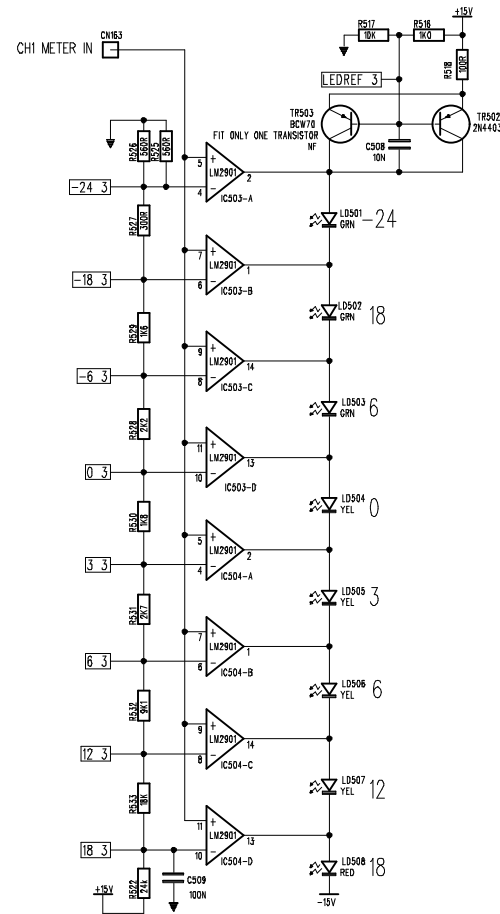 +15V
R517
10K
R516
1K0
R518
100R
CN163
CH1 METER IN
LEDREF 3
TR503
BCW70
FIT ONLY ONE TRANSISTOR
NF
C508
10N
TR502
2N4403
R526
560R
R525
560R
5
+
LM2901
2
4
-
IC503-A
-24 3
R527
300R
LD501
GRN
-24
7
+
LM2901
1
6
-
IC503-B
-18 3
R529
1K6
LD502
GRN
18
9
+
LM2901
14
8
-
IC503-C
-6 3
R528
2K2
LD503
GRN
6
11
+
LM2901
13
10
-
IC503-D
0 3
R530
1K8
LD504
YEL
0
5
+
LM2901
2
4
-
IC504-A
3 3
R531
2K7
LD505
YEL
3
7
+
LM2901
1
6
-
IC504-B
6 3
R532
9K1
LD506
YEL
6
9
+
LM2901
14
8
-
IC504-C
12 3
R533
18K
LD507
YEL
12
11
+
LM2901
13
10
-
IC504-D
18 3
R522
24k
+15V
C509
100N
LD508
RED
18
-15V